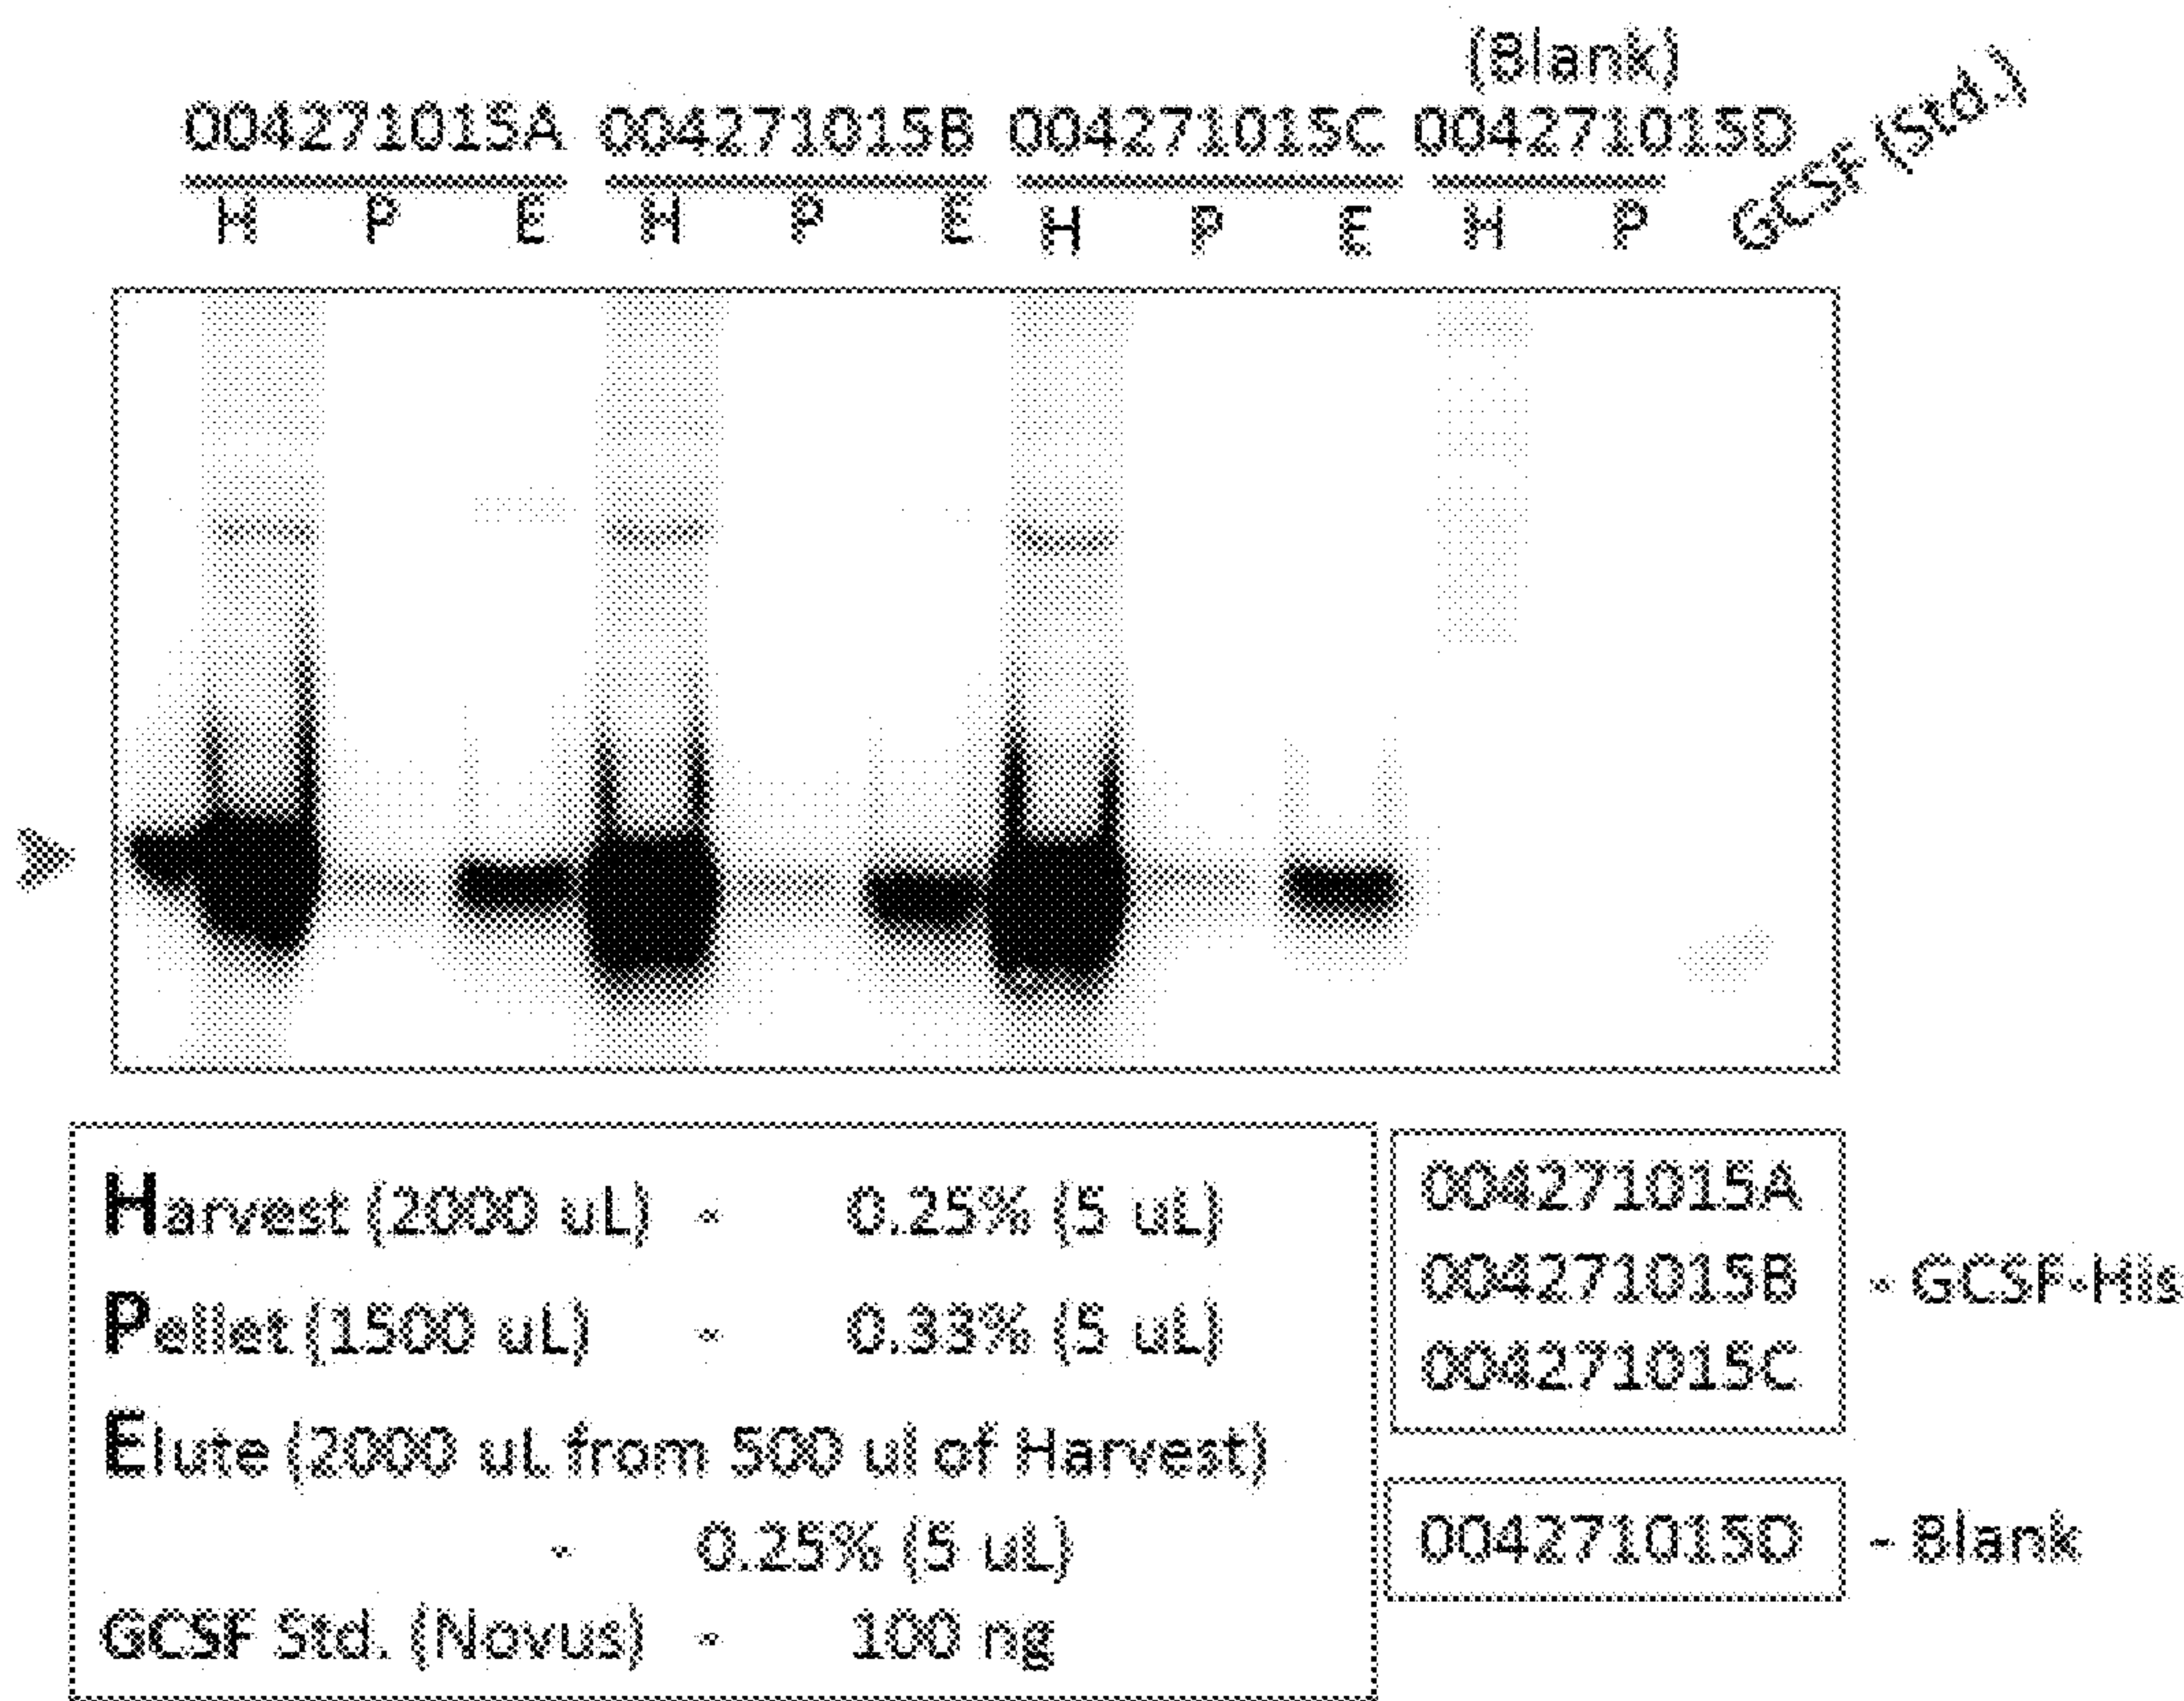 (Blank)
004271015A 004271015B 004271015C 004271015D GCSF (Std.)
H P E H P E H P E H P
Harvest (2000 uL) - 0.25% (5 uL)
Pellet (1500 uL) - 0.33% (5 uL)
Elute (2000 uL from 500 ul of Harvest)
- 0.25% (5 uL)
GCSF Std. (Novus) - 100 ng
004271015A
004271015B - GCSF-His
004271015C
004271015D - Blank